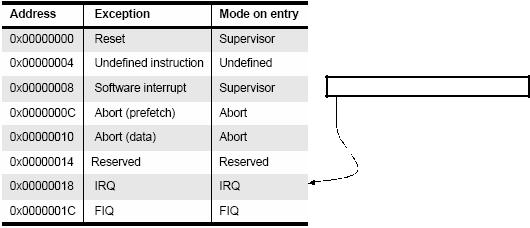 Address Exception Mode on entry
0x00000000 Reset Supervisor
0x00000004 Undefined instruction Undefined
0x00000008 Software interrupt Supervisor
0x0000000C Abort (prefetch) Abort
0x00000010 Abort (data) Abort
0x00000014 Reserved Reserved
0x00000018 IRQ IRQ
0x0000001C FIQ FIQ